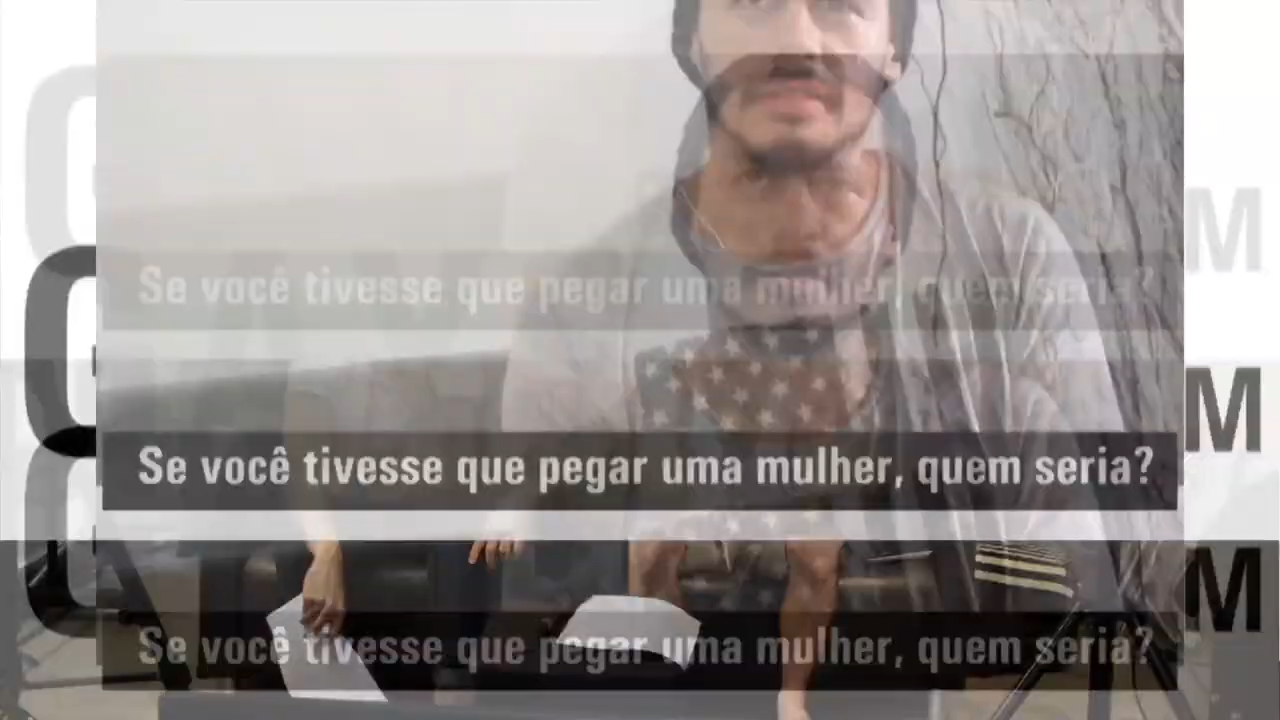 G M
Se você tivesse que pegar uma mulher, quem seria?
G M
Se você tivesse que pegar uma mulher, quem seria?
G M
Se você tivesse que pegar uma mulher, quem seria?